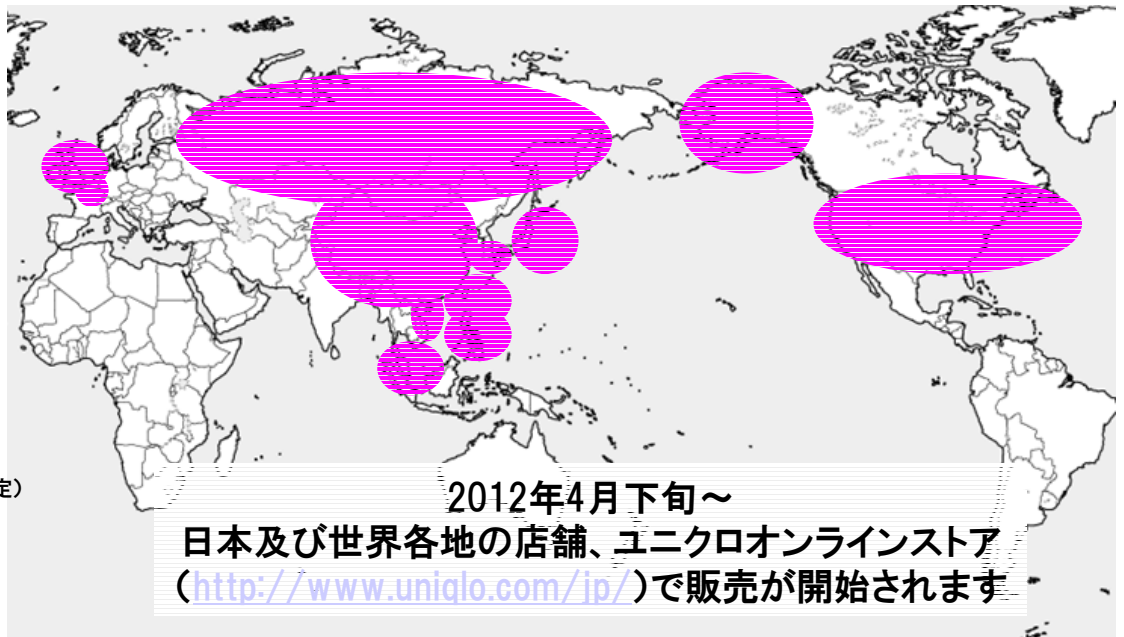 定）
2012年4月下旬～
日本及び世界各地の店舗、ユニクロオンラインストア
（http://www.uniqlo.com/jp/）で販売が開始されます